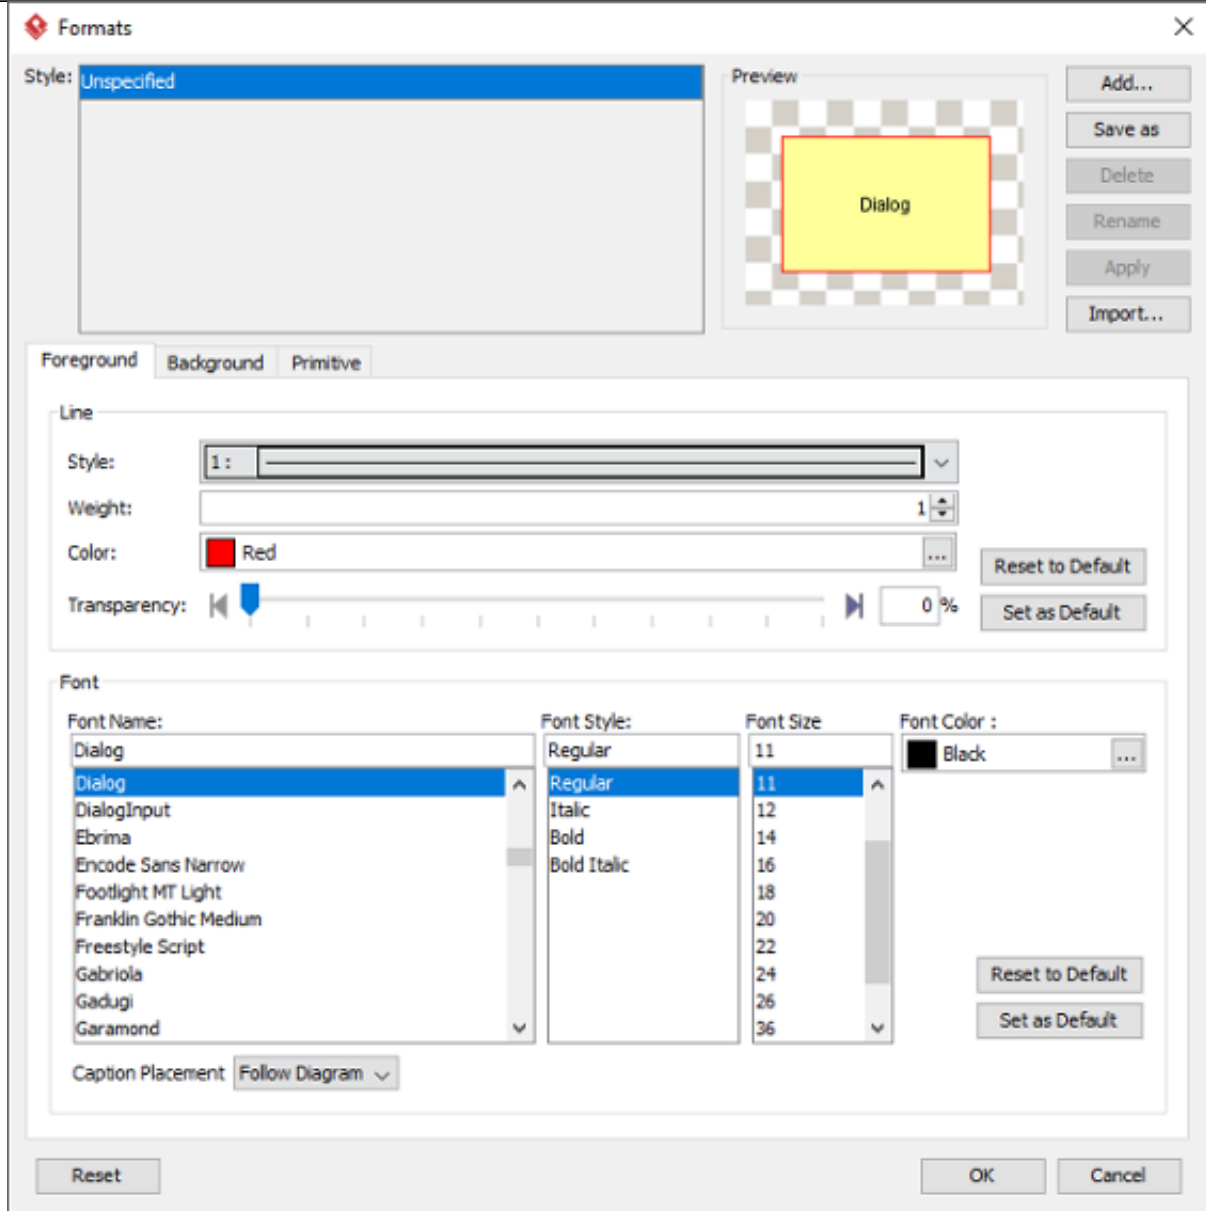 Formats
Style:
Unspecified
Preview
Dialog
Add...
Save as
Delete
Rename
Apply
Import...
Foreground
Background
Primitive
Line
Style:
1:
Weight:
1
Color:
Red
...
Transparency:
0 %
Reset to Default
Set as Default
Font
Font Name:
Dialog
Dialog
DialogInput
Ebrima
Encode Sans Narrow
Footlight MT Light
Franklin Gothic Medium
Freestyle Script
Gabriola
Gadugi
Garamond
Font Style:
Regular
Regular
Italic
Bold
Bold Italic
Font Size
11
11
12
14
16
18
20
22
24
26
36
Font Color :
Black
...
Reset to Default
Set as Default
Caption Placement
Follow Diagram
Reset
OK
Cancel